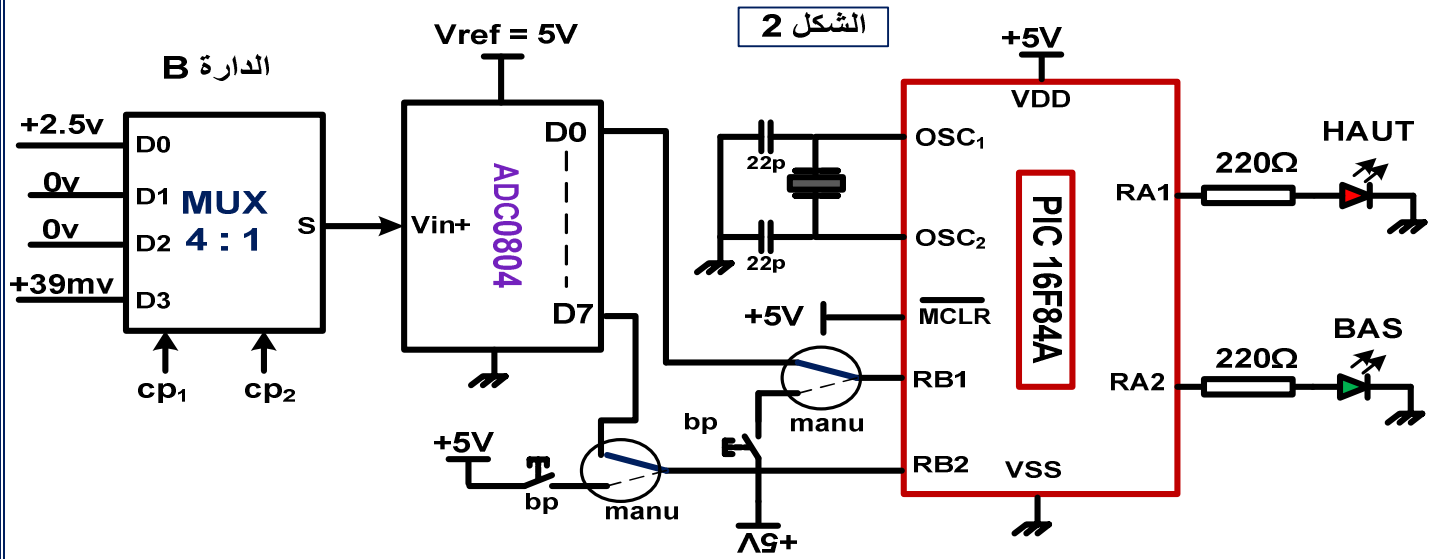 الشكل 2
الدارة B
Vref = 5V
+2.5v
0v
0v
+39mv
D0
D1
D2
D3
MUX
4 : 1
S
cp₁
cp₂
Vin+
ADC0804
D0
D7
+5V
bp
manu
bp
manu
+5V
22p
22p
+5V
+5V
VDD
OSC₁
OSC₂
MCLR
RB1
RB2
VSS
PIC 16F84A
RA1
RA2
220Ω
HAUT
220Ω
BAS